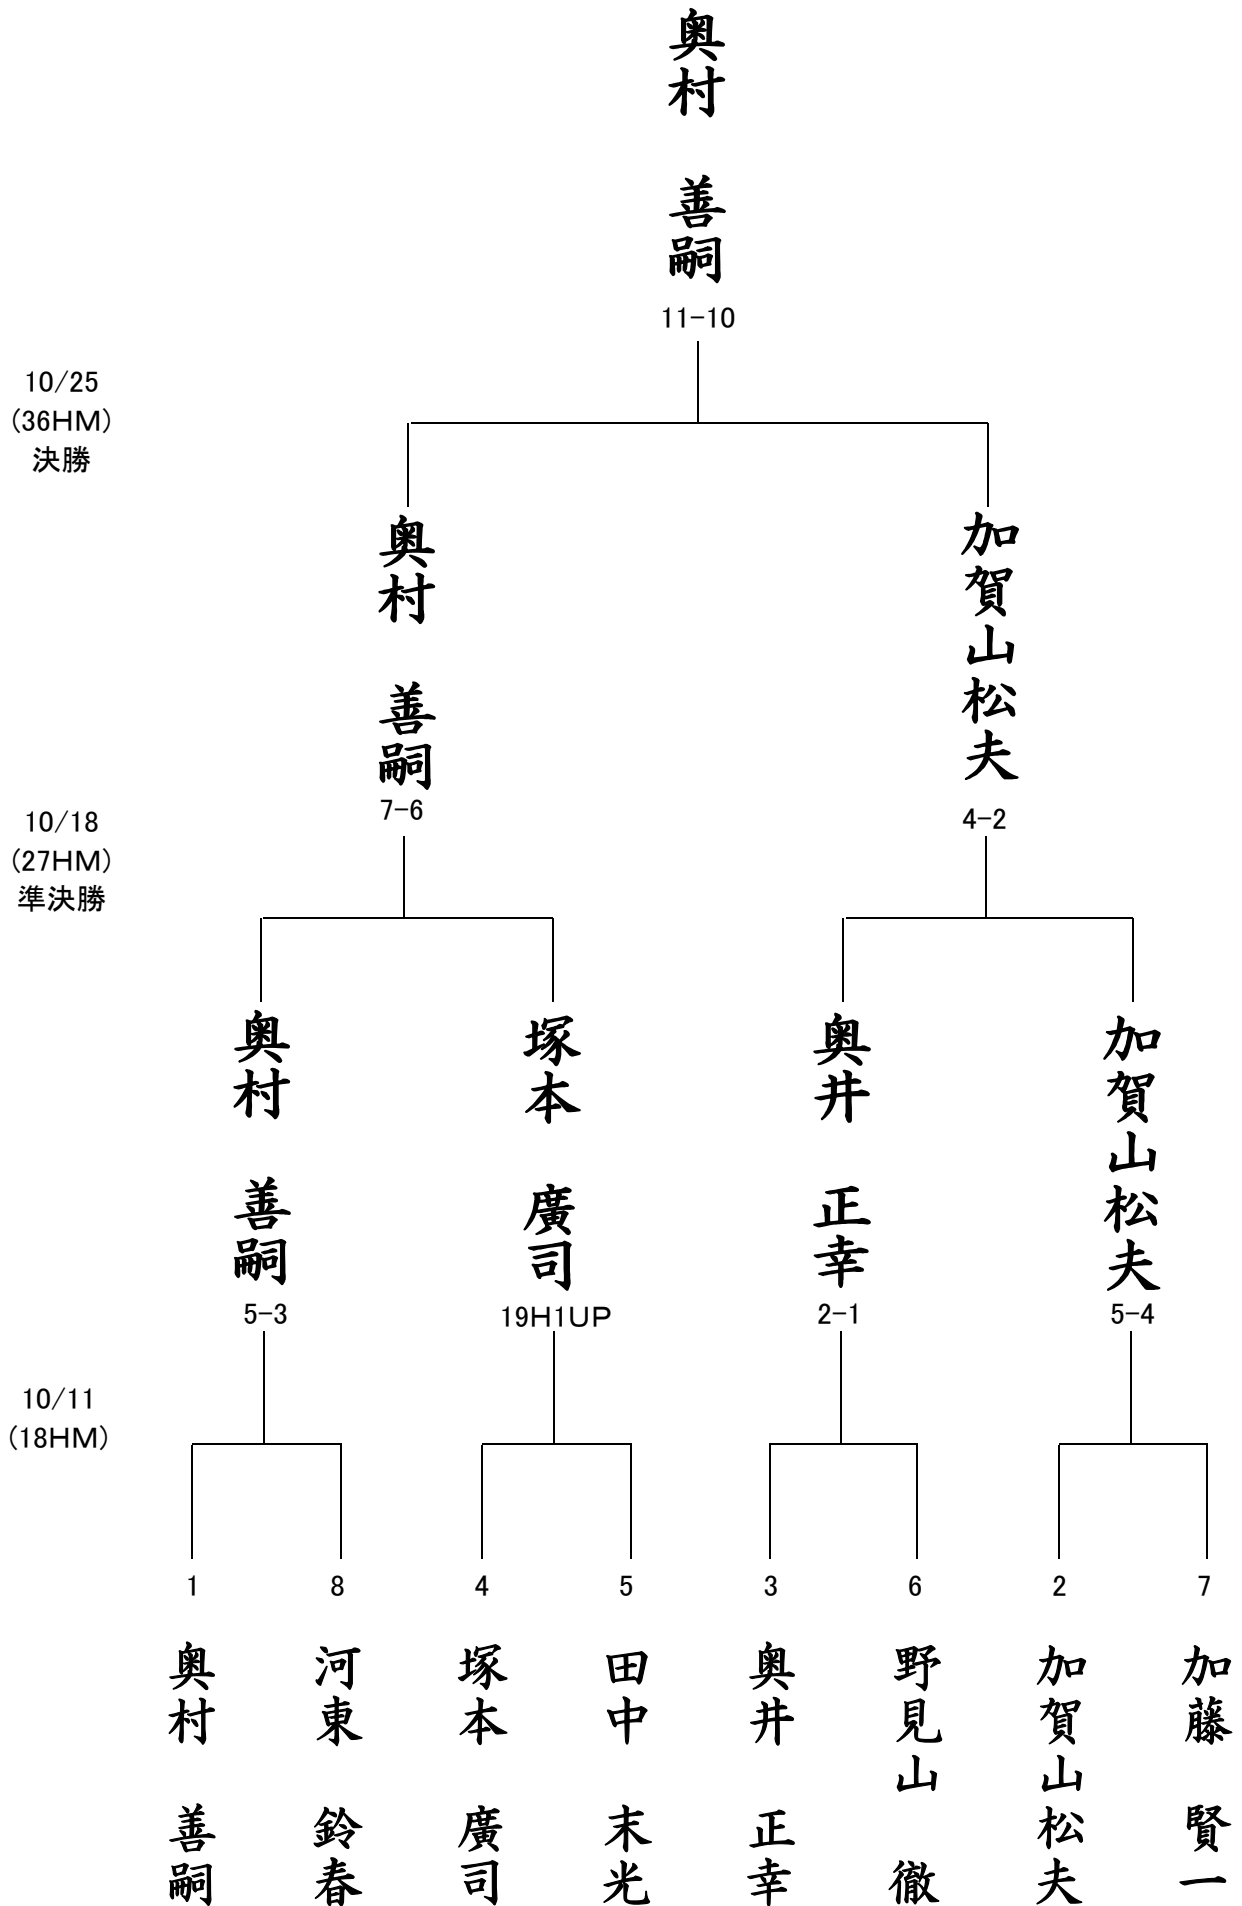 奥村 善嗣
11-10
10/25
(36HM)
決勝
奥村 善嗣
加賀山松夫
7-6
4-2
10/18
(27HM)
準決勝
奥村 善嗣
塚本 廣司
奥井 正幸
加賀山松夫
5-3
19H1UP
2-1
5-4
10/11
(18HM)
1
8
4
5
3
6
2
7
奥村 善嗣
河東 鈴春
塚本 廣司
田中 末光
奥井 正幸
野見山 徹
加賀山松夫
加藤 賢一